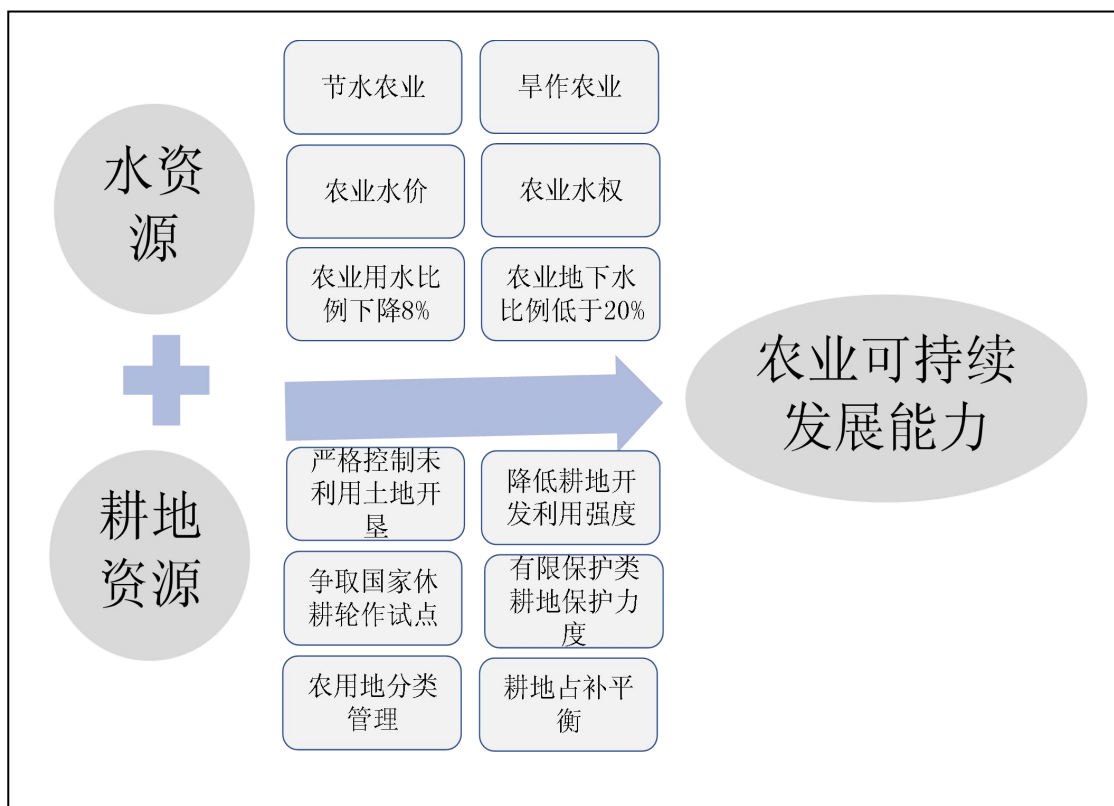 水资
源
节水农业
旱作农业
农业水价
农业水权
农业用水比
例下降8%
农业地下水
比例低于20%
农业可持续
发展能力
耕地
资源
严格控制未
利用土地开
垦
降低耕地开
发利用强度
争取国家休
耕轮作试点
有限保护类
耕地保护力
度
农用地分类
管理
耕地占补平
衡